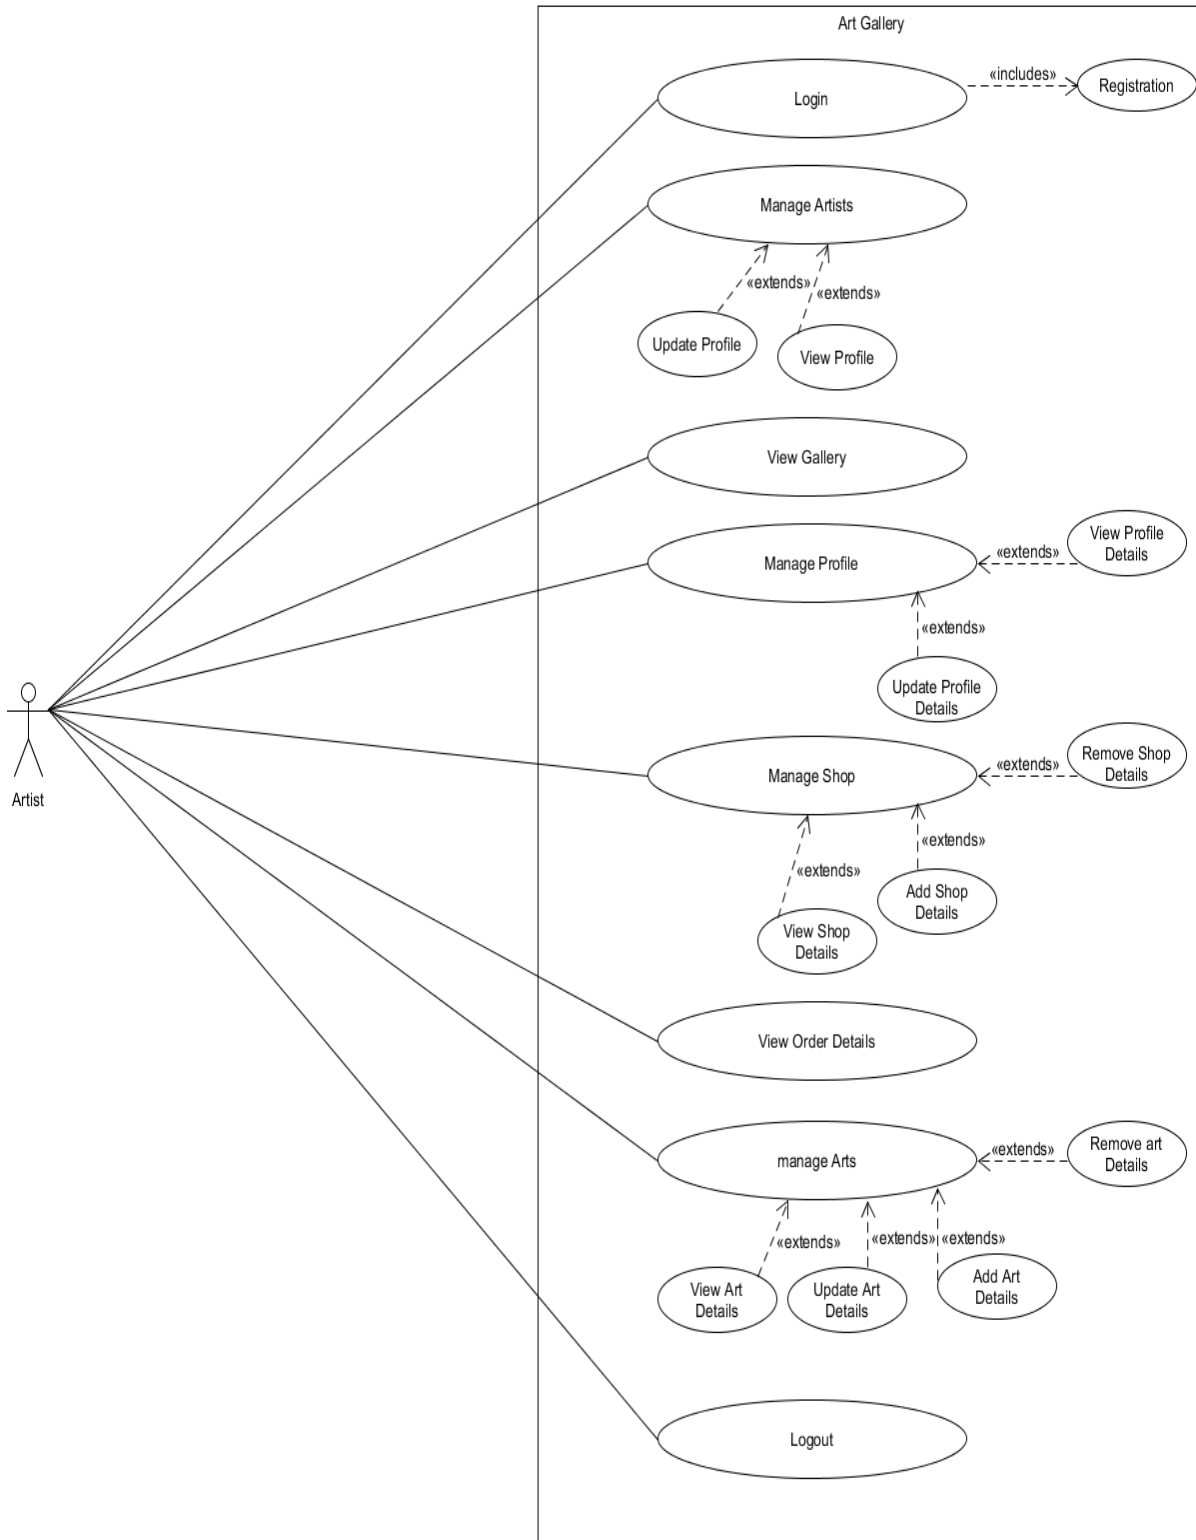 Art Gallery
Login
«includes»
Registration
Manage Artists
«extends»
«extends»
Update Profile
View Profile
View Gallery
Manage Profile
«extends»
View Profile
Details
«extends»
Update Profile
Details
Artist
Manage Shop
«extends»
Remove Shop
Details
«extends»
«extends»
Add Shop
Details
View Shop
Details
View Order Details
manage Arts
«extends»
Remove art
Details
«extends»
«extends»
«extends»
View Art
Details
Update Art
Details
Add Art
Details
Logout